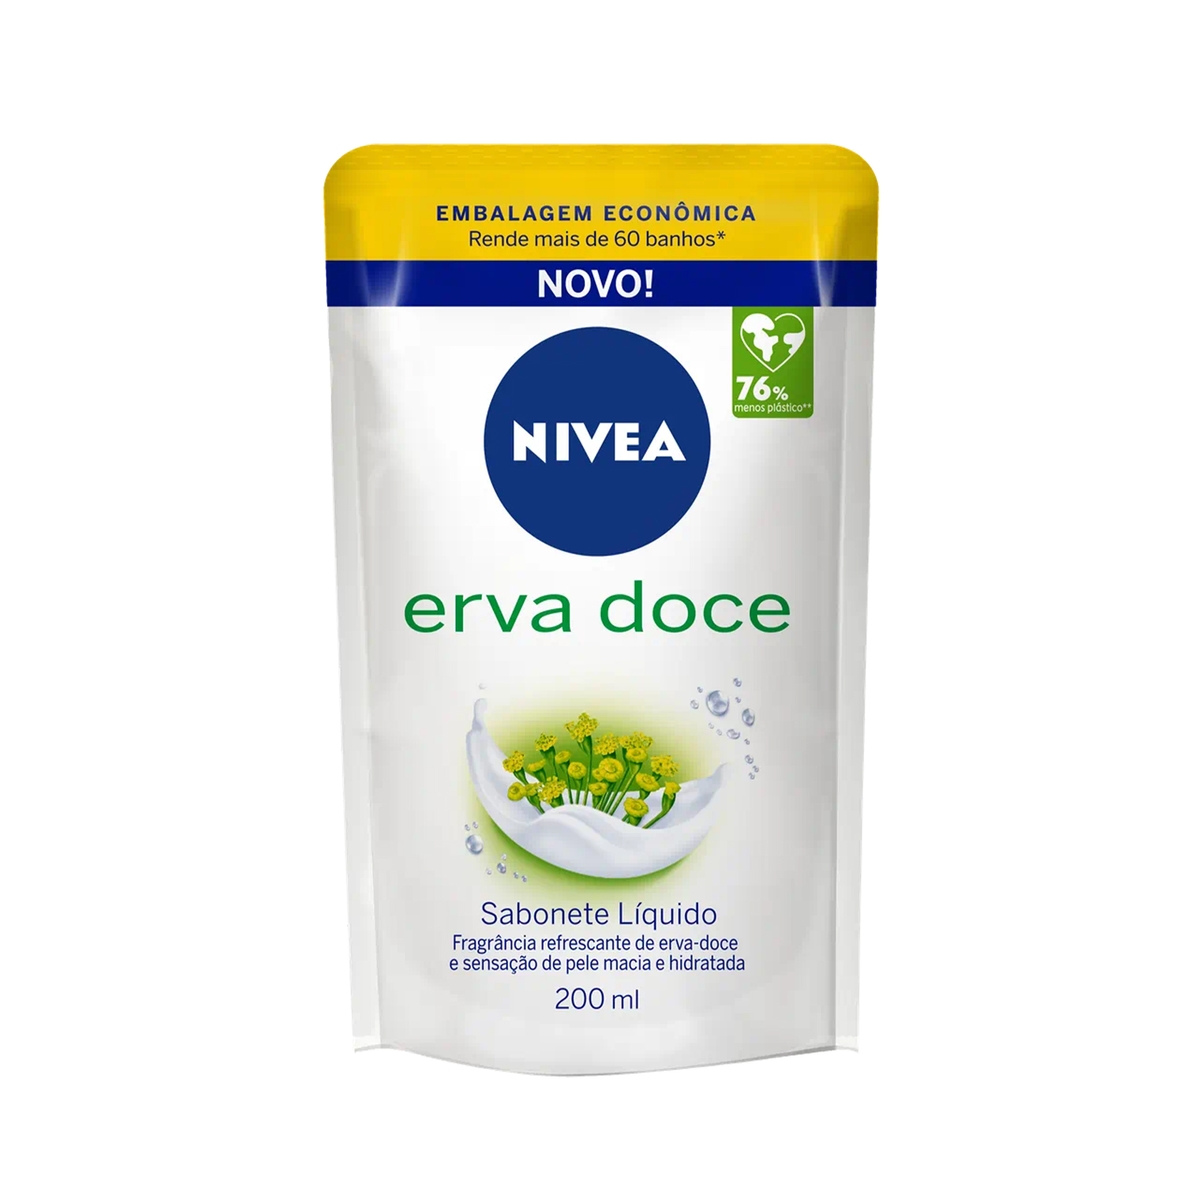 EMBALAGEM ECONÔMICA
Rende mais de 60 banhos*
NOVO!
76%
menos plástico**
NIVEA
erva doce
Sabonete Líquido
Fragrância refrescante de erva-doce
e sensação de pele macia e hidratada
200 ml